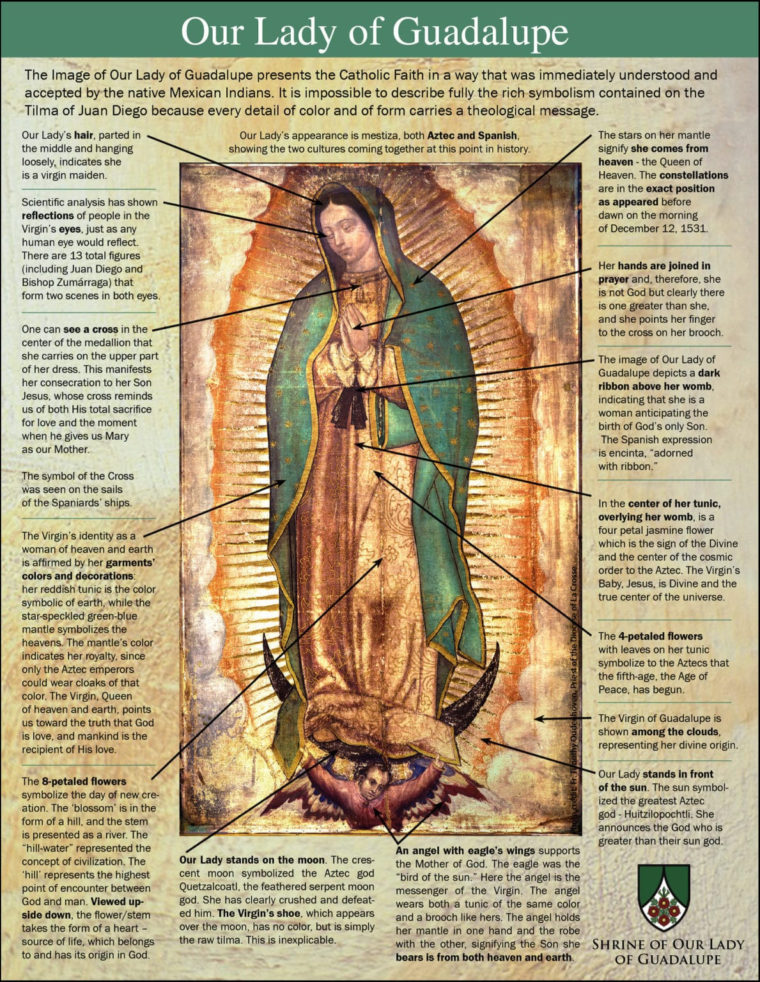 Our Lady of Guadalupe
The Image of Our Lady of Guadalupe presents the Catholic Faith in a way that was immediately understood and
accepted by the native Mexican Indians. It is impossible to describe fully the rich symbolism contained on the
Tilma of Juan Diego because every detail of color and of form carries a theological message.
Our Lady's hair, parted in
the middle and hanging
loosely, indicates she
is a virgin maiden.
Scientific analysis has shown
reflections of people in the
Virgin's eyes, just as any
human eye would reflect.
There are 13 total figures
(including Juan Diego and
Bishop Zumárraga) that
form two scenes in both eyes.
One can see a cross in the
center of the medallion that
she carries on the upper part
of her dress. This manifests
her consecration to her Son
Jesus, whose cross reminds
us of both His total sacrifice
for love and the moment
when he gives us Mary
as our Mother.
The symbol of the Cross
was seen on the sails
of the Spaniards' ships.
The Virgin's identity as a
woman of heaven and earth
is affirmed by her garments'
colors and decorations:
her reddish tunic is the color
symbolic of earth, while the
star-speckled green-blue
mantle symbolizes the
heavens. The mantle's color
indicates her royalty, since
only the Aztec emperors
could wear cloaks of that
color. The Virgin, Queen
of heaven and earth, points
us toward the truth that God
is love, and mankind is the
recipient of His love.
The 8-petaled flowers
symbolize the day of new cre-
ation. The 'blossom' is in the
form of a hill, and the stem
is presented as a river. The
"hill-water" represented the
concept of civilization. The
'hill' represents the highest
point of encounter between
God and man. Viewed up-
side down, the flower/stem
takes the form of a heart –
source of life, which belongs
to and has its origin in God.
Our Lady's appearance is mestiza, both Aztec and Spanish,
showing the two cultures coming together at this point in history.
Our Lady stands on the moon. The cres-
cent moon symbolized the Aztec god
Quetzalcoatl, the feathered serpent moon
god. She has clearly crushed and defeat-
ed him. The Virgin's shoe, which appears
over the moon, has no color, but is simply
the raw tilma. This is inexplicable.
An angel with eagle's wings supports
the Mother of God. The eagle was the
"bird of the sun." Here the angel is the
messenger of the Virgin. The angel
wears both a tunic of the same color
and a brooch like hers. The angel holds
her mantle in one hand and the robe
with the other, signifying the Son she
bears is from both heaven and earth.
The stars on her mantle
signify she comes from
heaven - the Queen of
Heaven. The constellations
are in the exact position
as appeared before
dawn on the morning
of December 12, 1531.
Her hands are joined in
prayer and, therefore, she
is not God but clearly there
is one greater than she,
and she points her finger
to the cross on her brooch.
The image of Our Lady of
Guadalupe depicts a dark
ribbon above her womb,
indicating that she is a
woman anticipating the
birth of God's only Son.
The Spanish expression
is encinta, "adorned
with ribbon."
In the center of her tunic,
overlying her womb, is a
four petal jasmine flower
which is the sign of the Divine
and the center of the cosmic
order to the Aztec. The Virgin's
Baby, Jesus, is Divine and the
true center of the universe.
The 4-petaled flowers
with leaves on her tunic
symbolize to the Aztecs that
the fifth-age, the Age of
Peace, has begun.
The Virgin of Guadalupe is
shown among the clouds,
representing her divine origin.
Our Lady stands in front
of the sun. The sun symbol-
ized the greatest Aztec
god - Huitzilopochtli. She
announces the God who is
greater than their sun god.
SHRINE OF OUR LADY
OF GUADALUPE